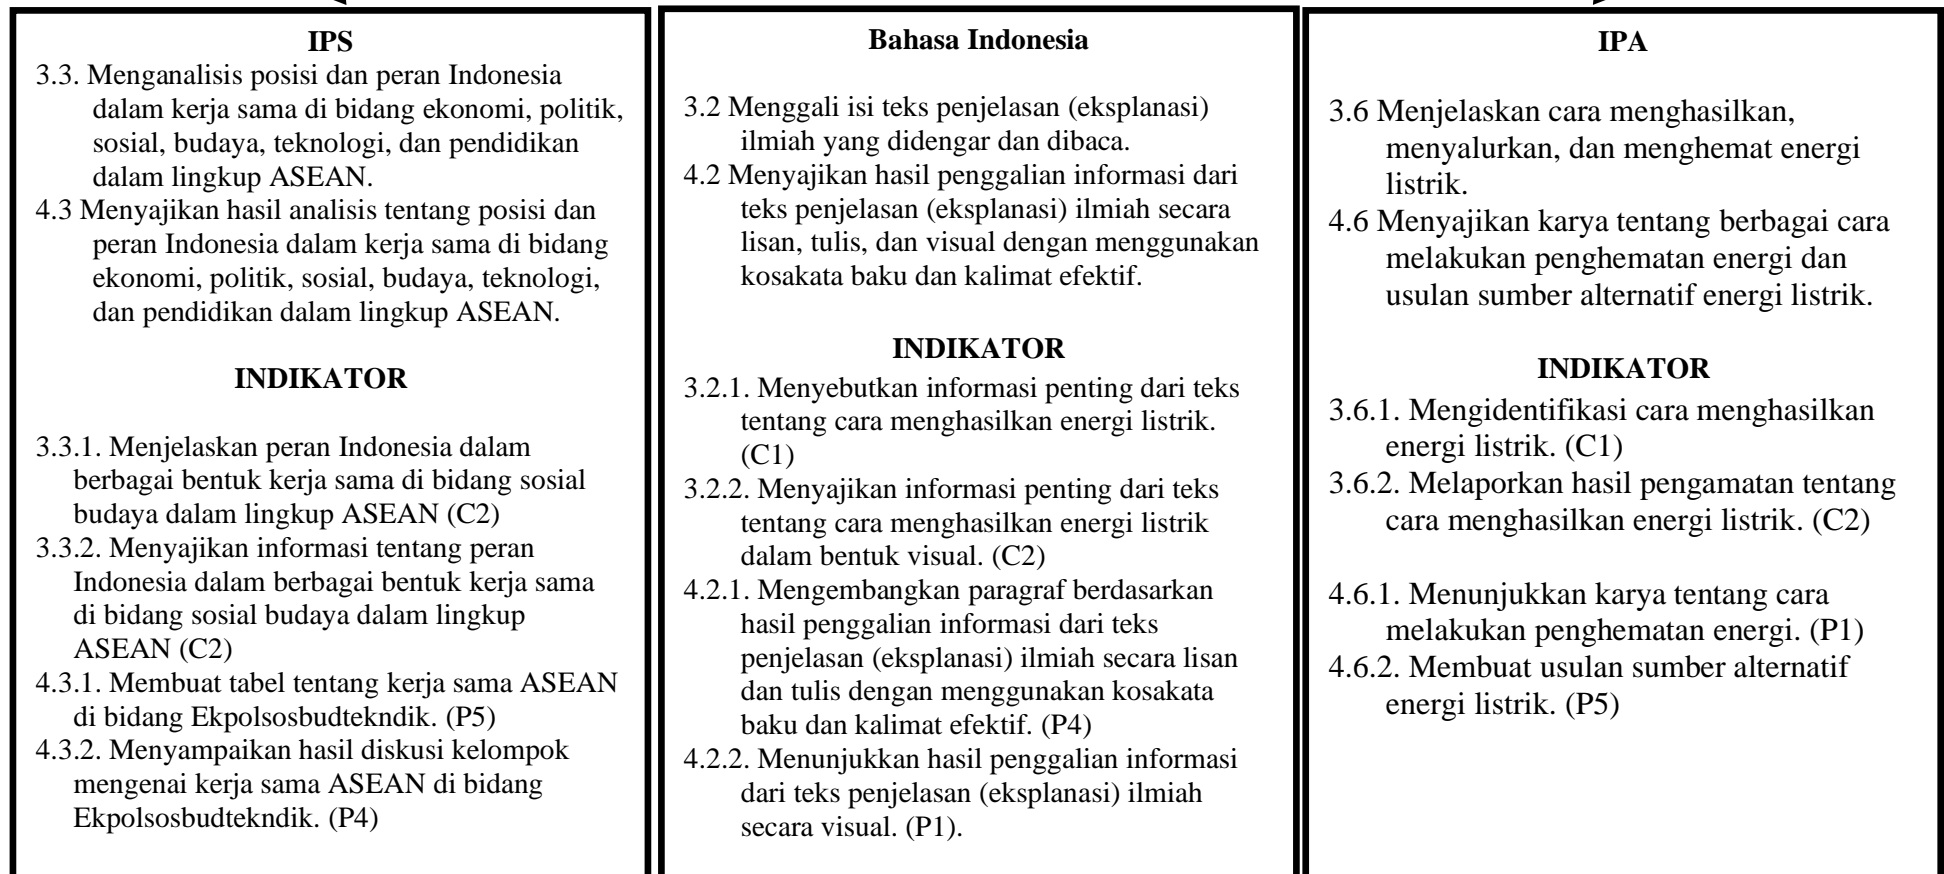 IPS
3.3. Menganalisis posisi dan peran Indonesia
dalam kerja sama di bidang ekonomi, politik,
sosial, budaya, teknologi, dan pendidikan
dalam lingkup ASEAN.
4.3 Menyajikan hasil analisis tentang posisi dan
peran Indonesia dalam kerja sama di bidang
ekonomi, politik, sosial, budaya, teknologi,
dan pendidikan dalam lingkup ASEAN.
INDIKATOR
3.3.1. Menjelaskan peran Indonesia dalam
berbagai bentuk kerja sama di bidang sosial
budaya dalam lingkup ASEAN (C2)
3.3.2. Menyajikan informasi tentang peran
Indonesia dalam berbagai bentuk kerja sama
di bidang sosial budaya dalam lingkup
ASEAN (C2)
4.3.1. Membuat tabel tentang kerja sama ASEAN
di bidang Ekpolsosbudtekndik. (P5)
4.3.2. Menyampaikan hasil diskusi kelompok
mengenai kerja sama ASEAN di bidang
Ekpolsosbudtekndik. (P4)
Bahasa Indonesia
3.2 Menggali isi teks penjelasan (eksplanasi)
ilmiah yang didengar dan dibaca.
4.2 Menyajikan hasil penggalian informasi dari
teks penjelasan (eksplanasi) ilmiah secara
lisan, tulis, dan visual dengan menggunakan
kosakata baku dan kalimat efektif.
INDIKATOR
3.2.1. Menyebutkan informasi penting dari teks
tentang cara menghasilkan energi listrik.
(C1)
3.2.2. Menyajikan informasi penting dari teks
tentang cara menghasilkan energi listrik
dalam bentuk visual. (C2)
4.2.1. Mengembangkan paragraf berdasarkan
hasil penggalian informasi dari teks
penjelasan (eksplanasi) ilmiah secara lisan
dan tulis dengan menggunakan kosakata
baku dan kalimat efektif. (P4)
4.2.2. Menunjukkan hasil penggalian informasi
dari teks penjelasan (eksplanasi) ilmiah
secara visual. (P1).
IPA
3.6 Menjelaskan cara menghasilkan,
menyalurkan, dan menghemat energi
listrik.
4.6 Menyajikan karya tentang berbagai cara
melakukan penghematan energi dan
usulan sumber alternatif energi listrik.
INDIKATOR
3.6.1. Mengidentifikasi cara menghasilkan
energi listrik. (C1)
3.6.2. Melaporkan hasil pengamatan tentang
cara menghasilkan energi listrik. (C2)
4.6.1. Menunjukkan karya tentang cara
melakukan penghematan energi. (P1)
4.6.2. Membuat usulan sumber alternatif
energi listrik. (P5)